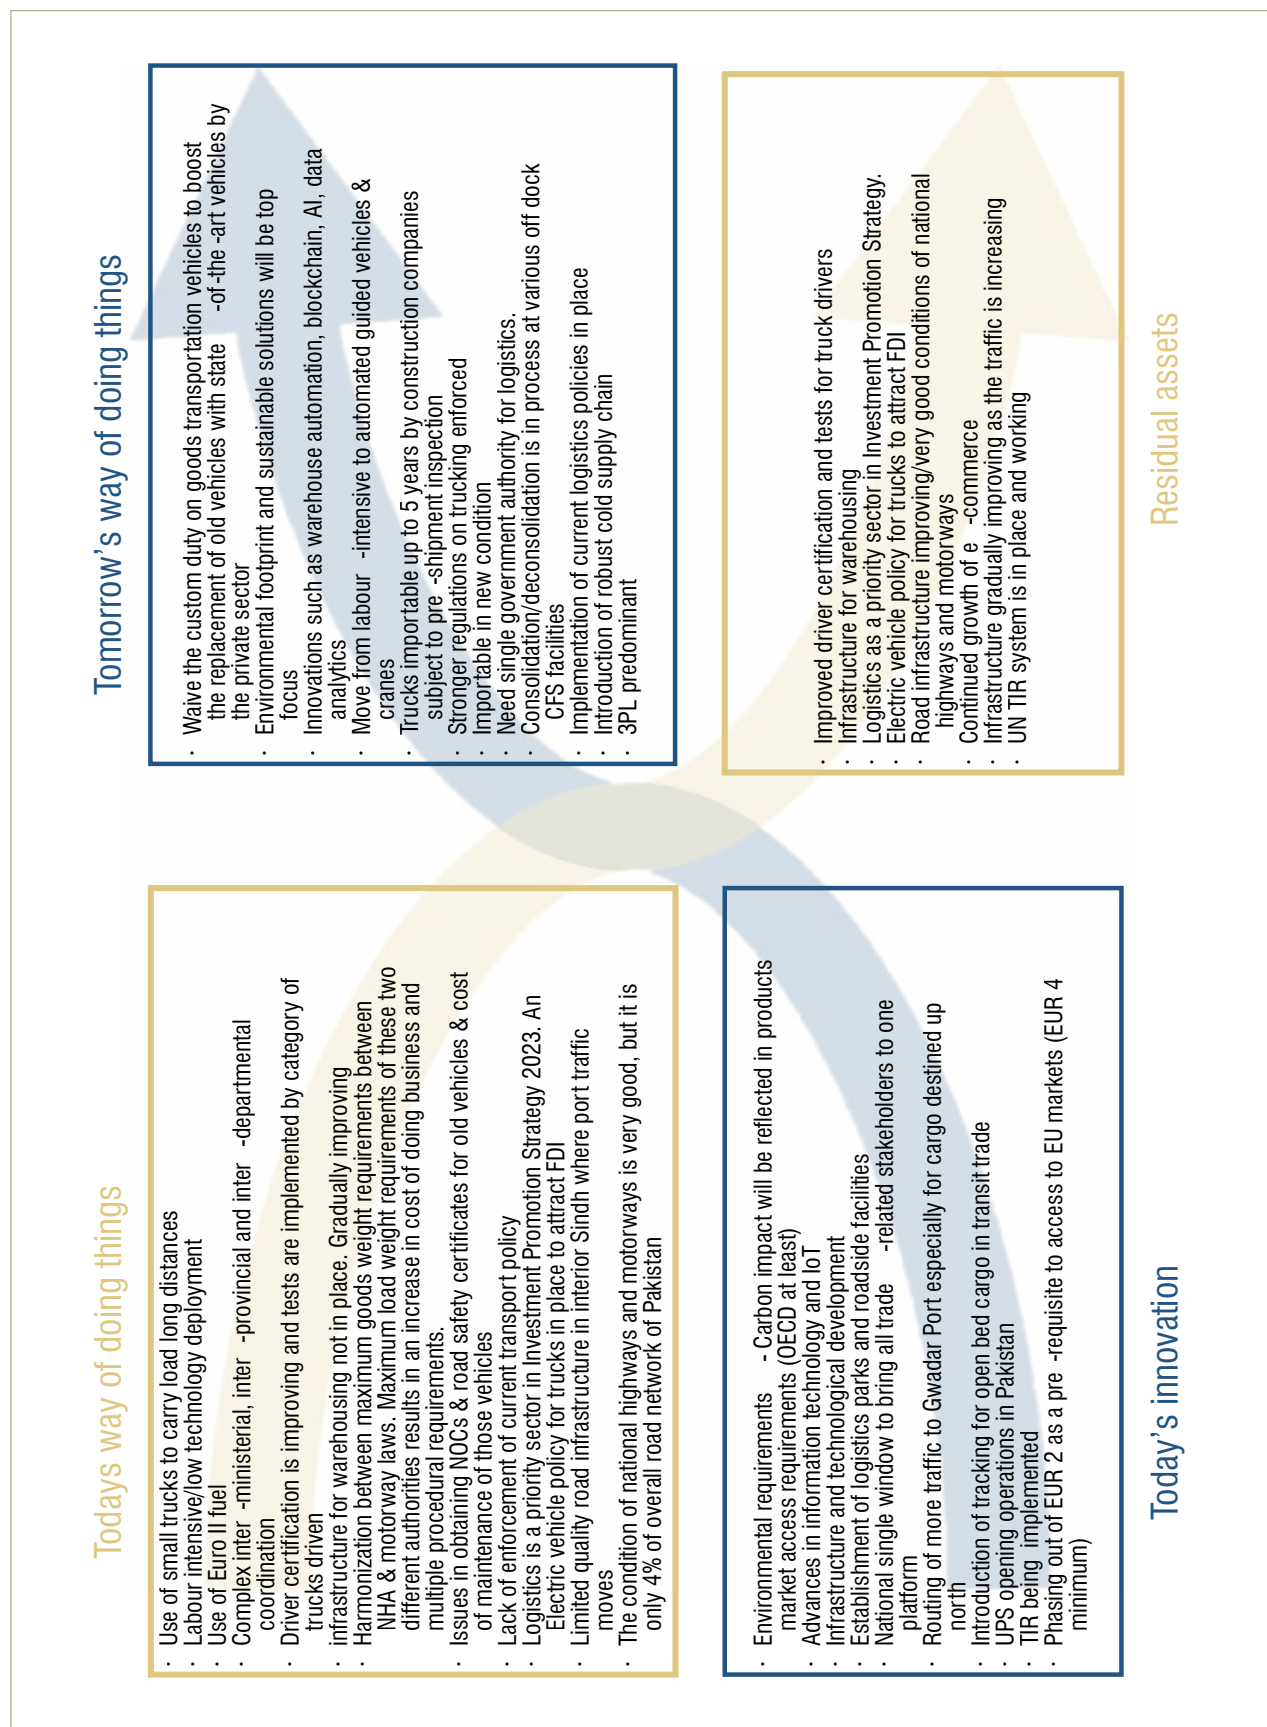 Todays way of doing things
· Use of small trucks to carry load long distances
· Labour intensive/low technology deployment
· Use of Euro II fuel
· Complex inter -ministerial, inter -provincial and inter -departmental
coordination
· Driver certification is improving and tests are implemented by category of
trucks driven
· infrastructure for warehousing not in place. Gradually improving
· Harmonization between maximum goods weight requirements between
NHA & motorway laws. Maximum load weight requirements of these two
different authorities results in an increase in cost of doing business and
multiple procedural requirements.
· Issues in obtaining NOCs & road safety certificates for old vehicles & cost
of maintenance of those vehicles
· Lack of enforcement of current transport policy
· Logistics is a priority sector in Investment Promotion Strategy 2023. An
Electric vehicle policy for trucks in place to attract FDI
· Limited quality road infrastructure in interior Sindh where port traffic
moves
· The condition of national highways and motorways is very good, but it is
only 4% of overall road network of Pakistan
Tomorrow's way of doing things
· Waive the custom duty on goods transportation vehicles to boost
the replacement of old vehicles with state -of -the -art vehicles by
the private sector
· Environmental footprint and sustainable solutions will be top
focus
· Innovations such as warehouse automation, blockchain, AI, data
analytics
· Move from labour -intensive to automated guided vehicles &
cranes
· Trucks importable up to 5 years by construction companies
subject to pre -shipment inspection
· Stronger regulations on trucking enforced
· Importable in new condition
· Need single government authority for logistics.
· Consolidation/deconsolidation is in process at various off dock
CFS facilities
· Implementation of current logistics policies in place
· Introduction of robust cold supply chain
· 3PL predominant
· Environmental requirements - Carbon impact will be reflected in products
market access requirements (OECD at least)
· Advances in information technology and IoT
· Infrastructure and technological development
· Establishment of logistics parks and roadside facilities
· National single window to bring all trade -related stakeholders to one
platform
· Routing of more traffic to Gwadar Port especially for cargo destined up
north
· Introduction of tracking for open bed cargo in transit trade
· UPS opening operations in Pakistan
· TIR being implemented
· Phasing out of EUR 2 as a pre -requisite to access to EU markets (EUR 4
minimum)
Today's innovation
· Improved driver certification and tests for truck drivers
· Infrastructure for warehousing
· Logistics as a priority sector in Investment Promotion Strategy.
· Electric vehicle policy for trucks to attract FDI
· Road infrastructure improving/very good conditions of national
highways and motorways
· Continued growth of e -commerce
· Infrastructure gradually improving as the traffic is increasing
· UN TIR system is in place and working
Residual assets